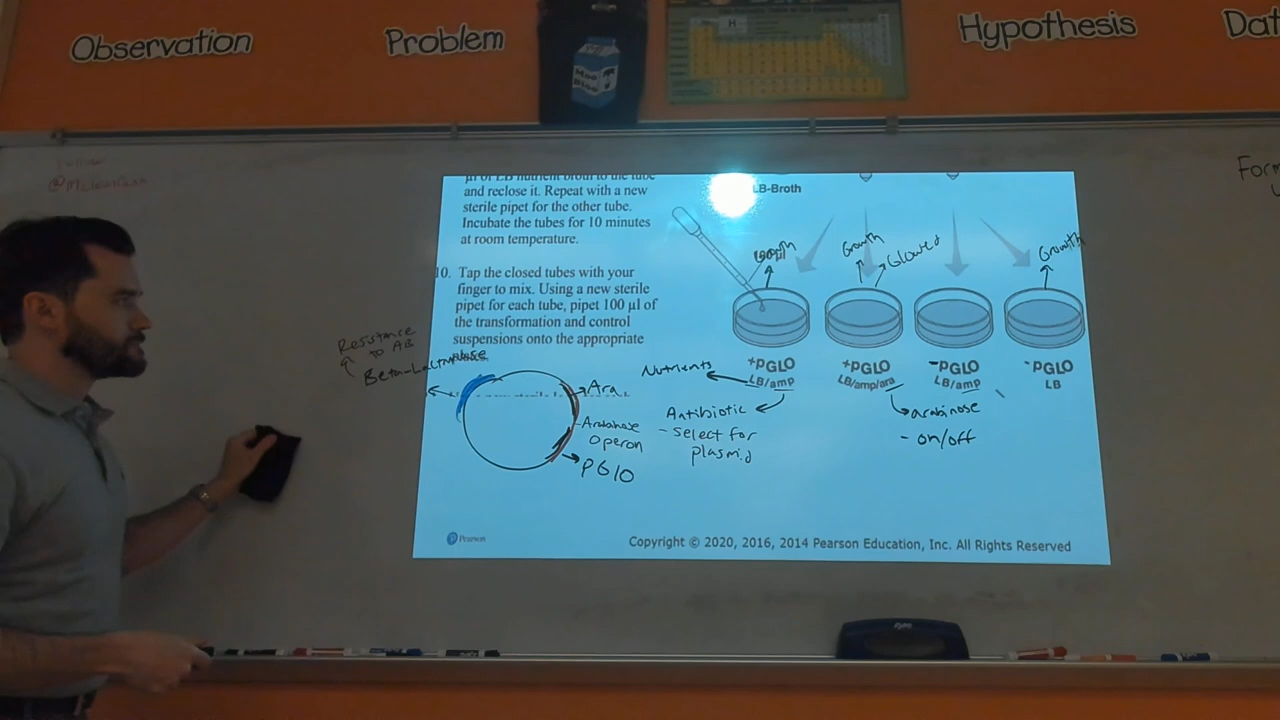 Observation
Problem
Hypothesis
Dat
H
Moo
Form
µl of LB nutrient broth to the tube
and reclose it. Repeat with a new
sterile pipet for the other tube.
Incubate the tubes for 10 minutes
at room temperature.
10. Tap the closed tubes with your
finger to mix. Using a new sterile
pipet for each tube, pipet 100 µl of
the transformation and control
suspensions onto the appropriate
LB-Broth
100 µl
Growth
Growth
Glowed
Growth
+PGLO
LB/amp
+PGLO
LB/amp/ara
-PGLO
LB/amp
-PGLO
LB
Resistance
to AB
Ara
Operon
PGlO
Nutrients
Antibiotic
- select for
plasmid
arabinose
- on/off
Pearson
Copyright © 2020, 2016, 2014 Pearson Education, Inc. All Rights Reserved
expo